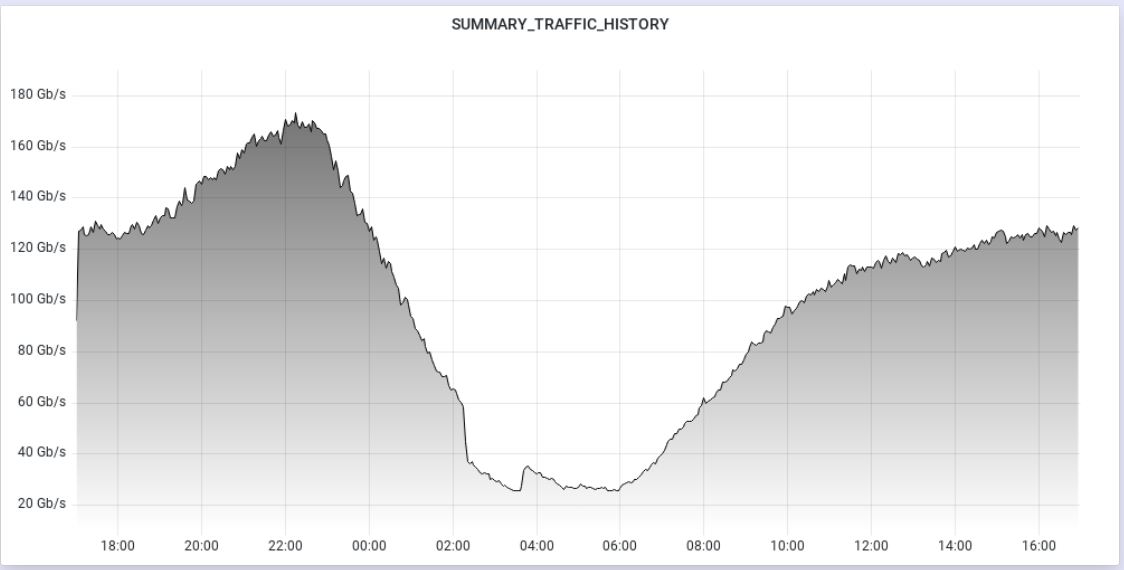 SUMMARY_TRAFFIC_HISTORY
180 Gb/s
160 Gb/s
140 Gb/s
120 Gb/s
100 Gb/s
80 Gb/s
60 Gb/s
40 Gb/s
20 Gb/s
18:00 20:00 22:00 00:00 02:00 04:00 06:00 08:00 10:00 12:00 14:00 16:00